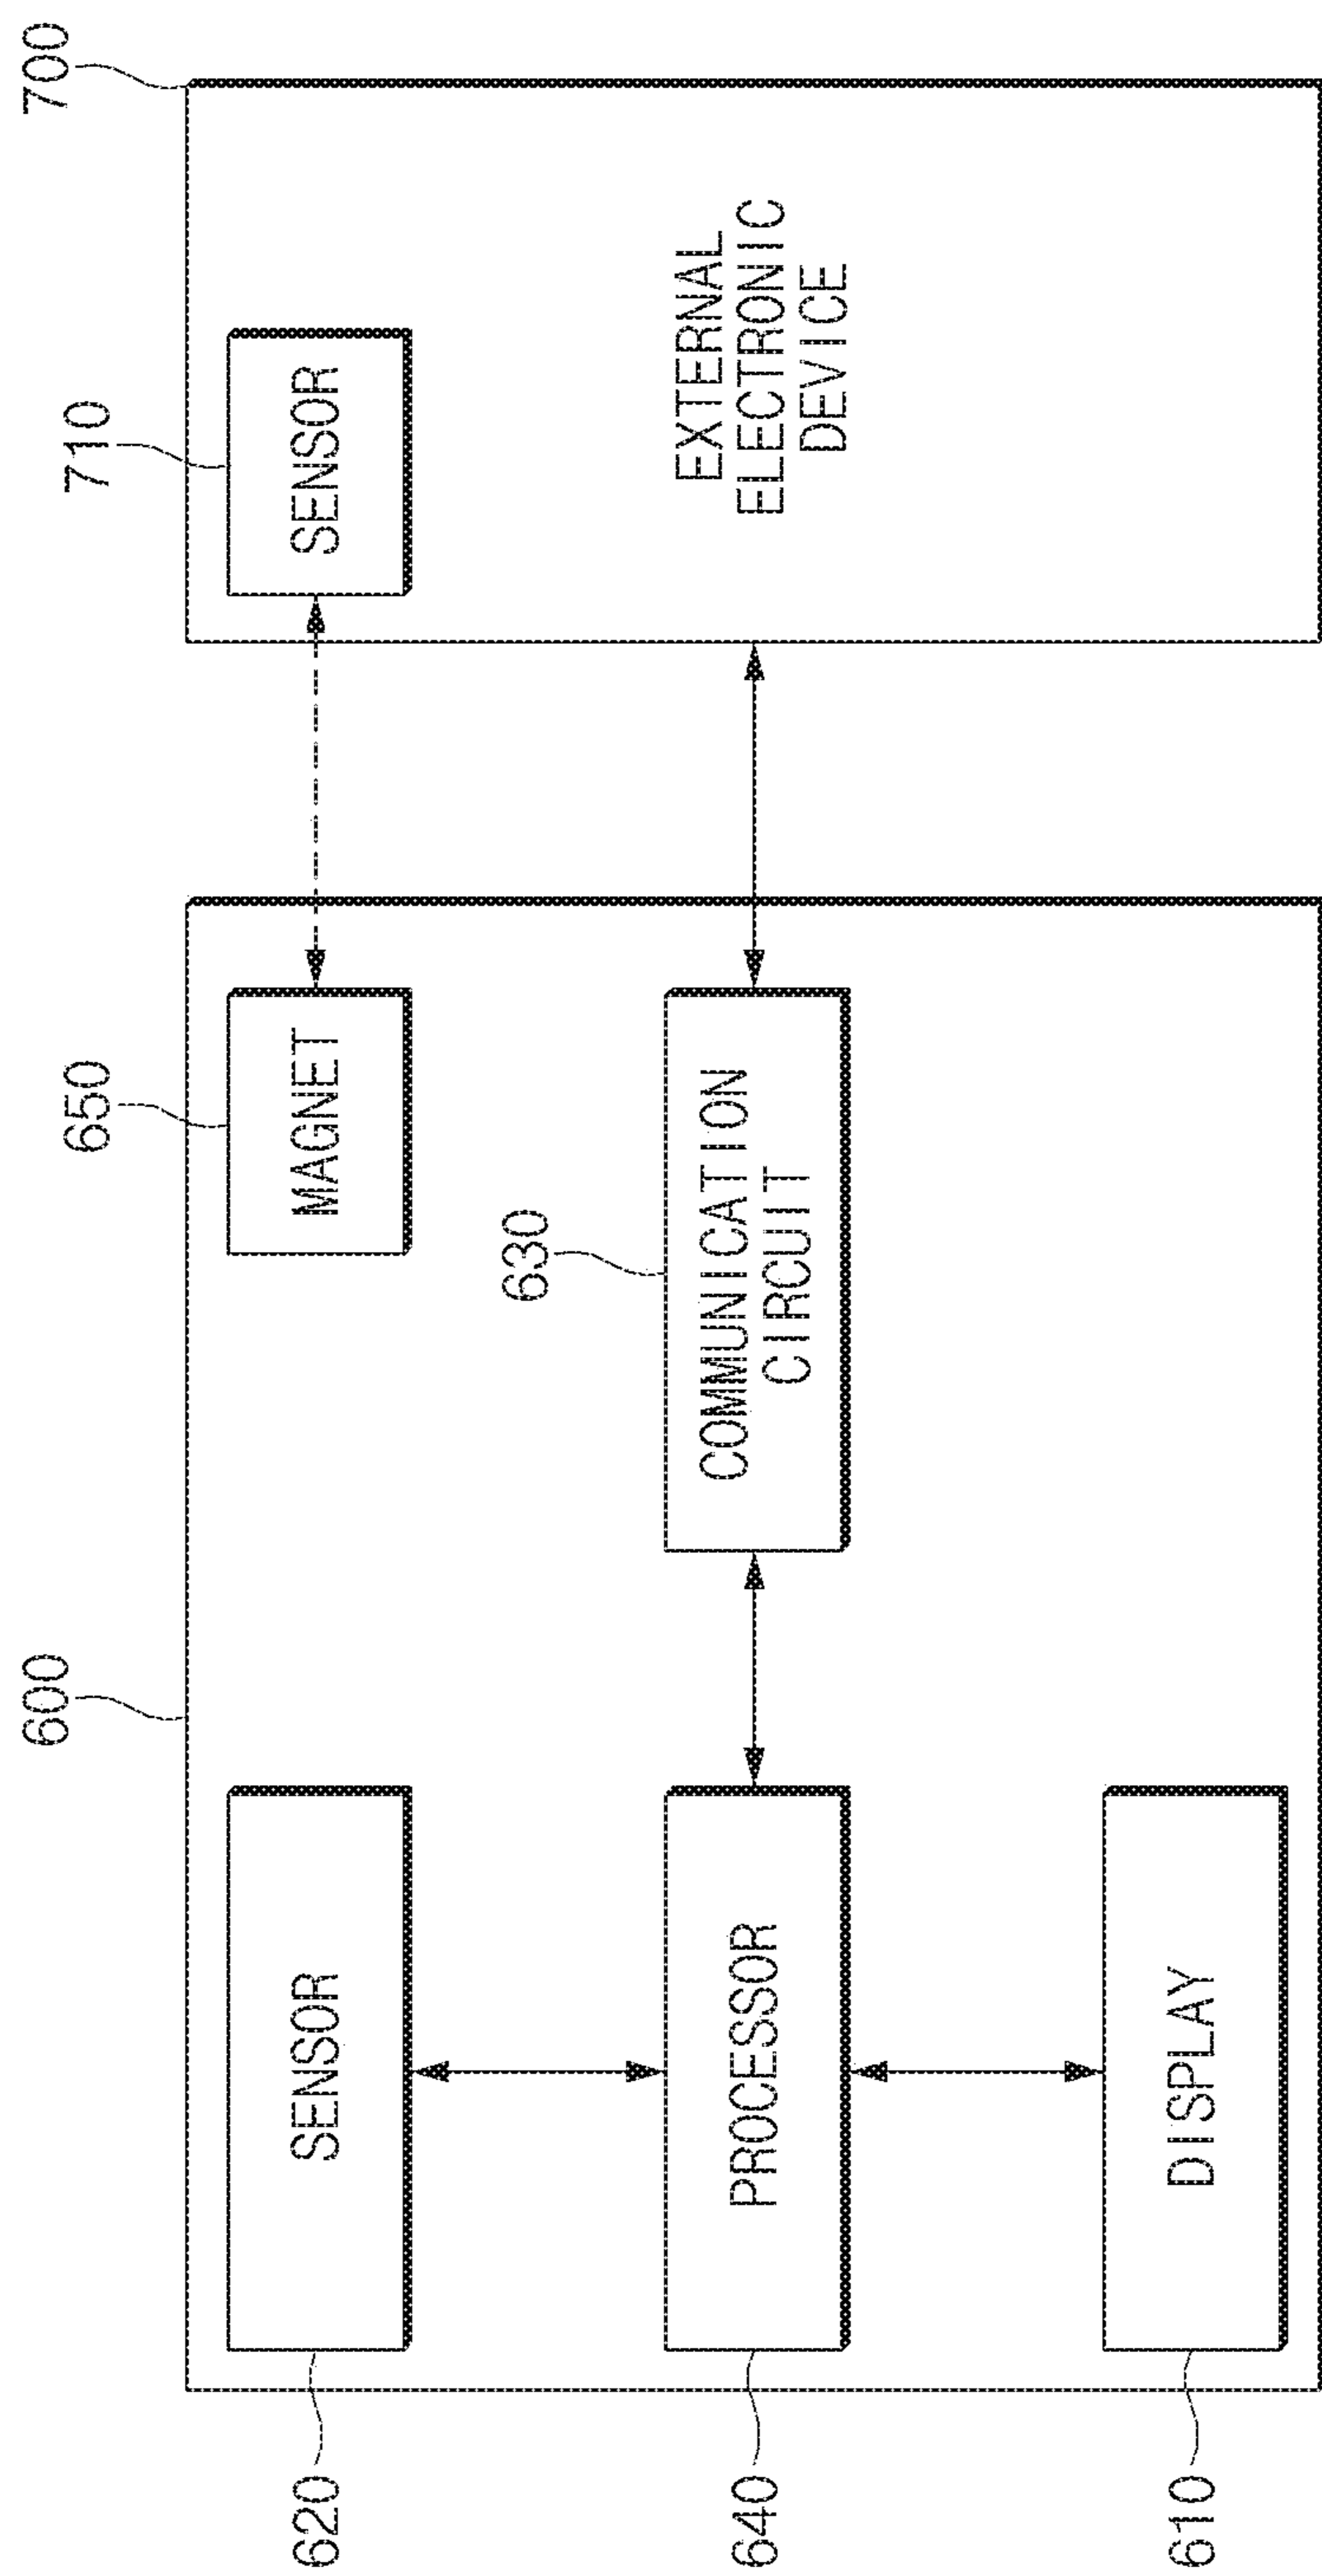 600
700
620
SENSOR
650
MAGNET
710
SENSOR
640
PROCESSOR
630
COMMUNICATION
CIRCUIT
EXTERNAL
ELECTRONIC
DEVICE
610
DISPLAY